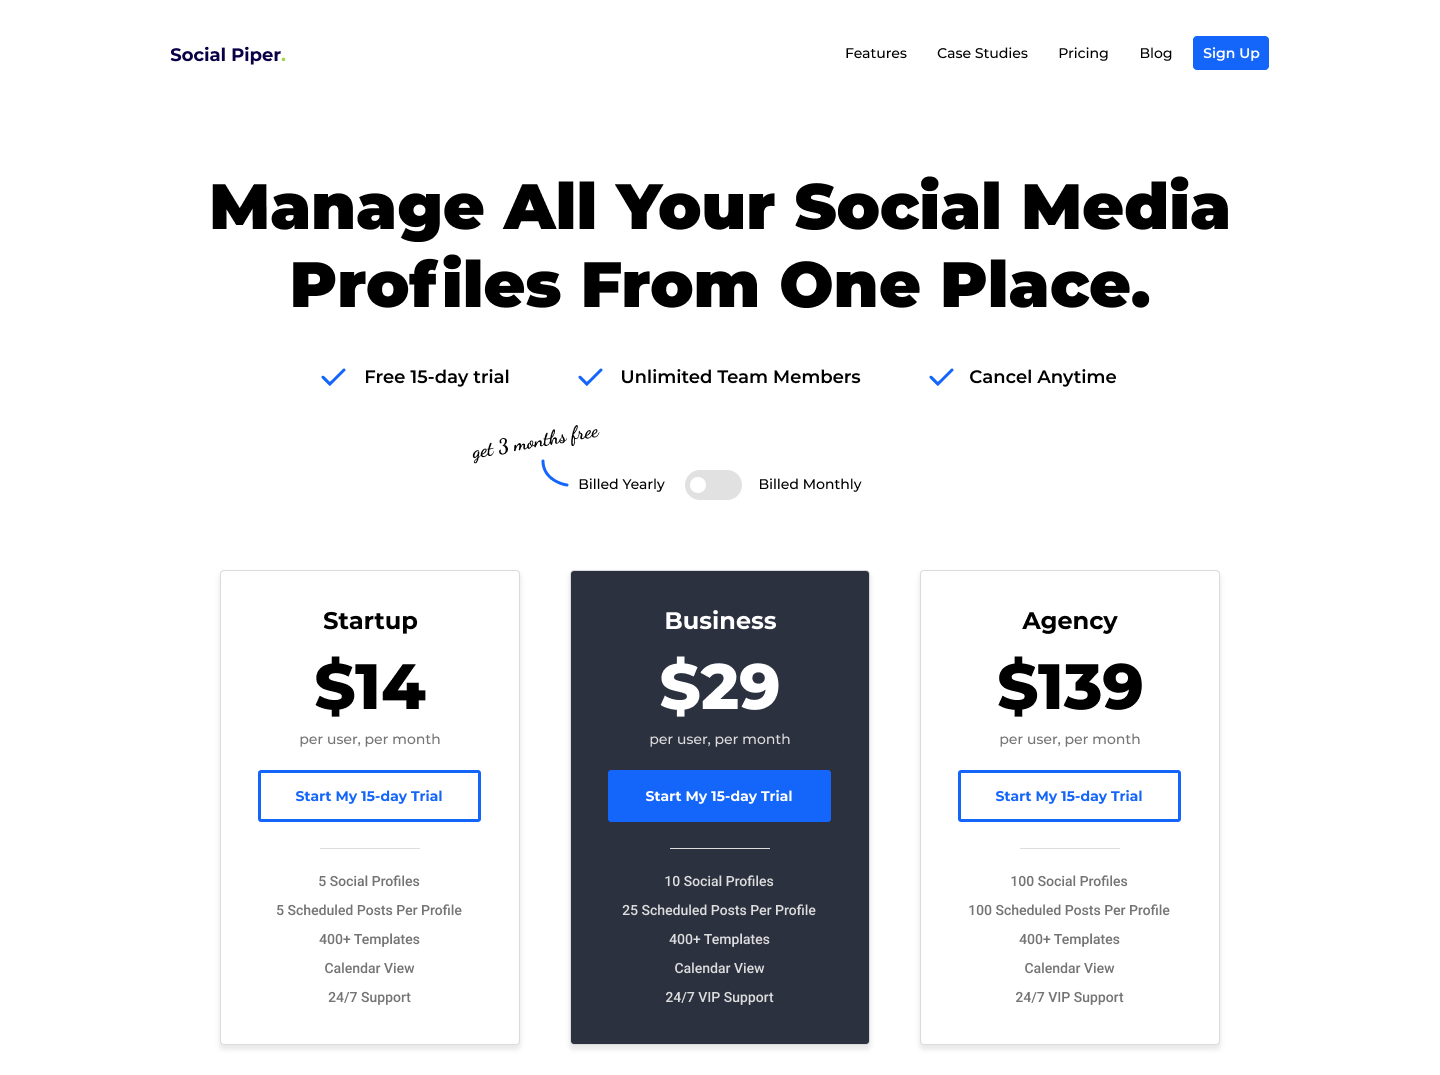 Social Piper.
Features
Case Studies
Pricing
Blog
Sign Up
Manage All Your Social Media
Profiles From One Place.
Free 15-day trial
Unlimited Team Members
Cancel Anytime
get 3 months free
Billed Yearly
Billed Monthly
Startup
$14
per user, per month
Start My 15-day Trial
5 Social Profiles
5 Scheduled Posts Per Profile
400+ Templates
Calendar View
24/7 Support
Business
$29
per user, per month
Start My 15-day Trial
10 Social Profiles
25 Scheduled Posts Per Profile
400+ Templates
Calendar View
24/7 VIP Support
Agency
$139
per user, per month
Start My 15-day Trial
100 Social Profiles
100 Scheduled Posts Per Profile
400+ Templates
Calendar View
24/7 VIP Support